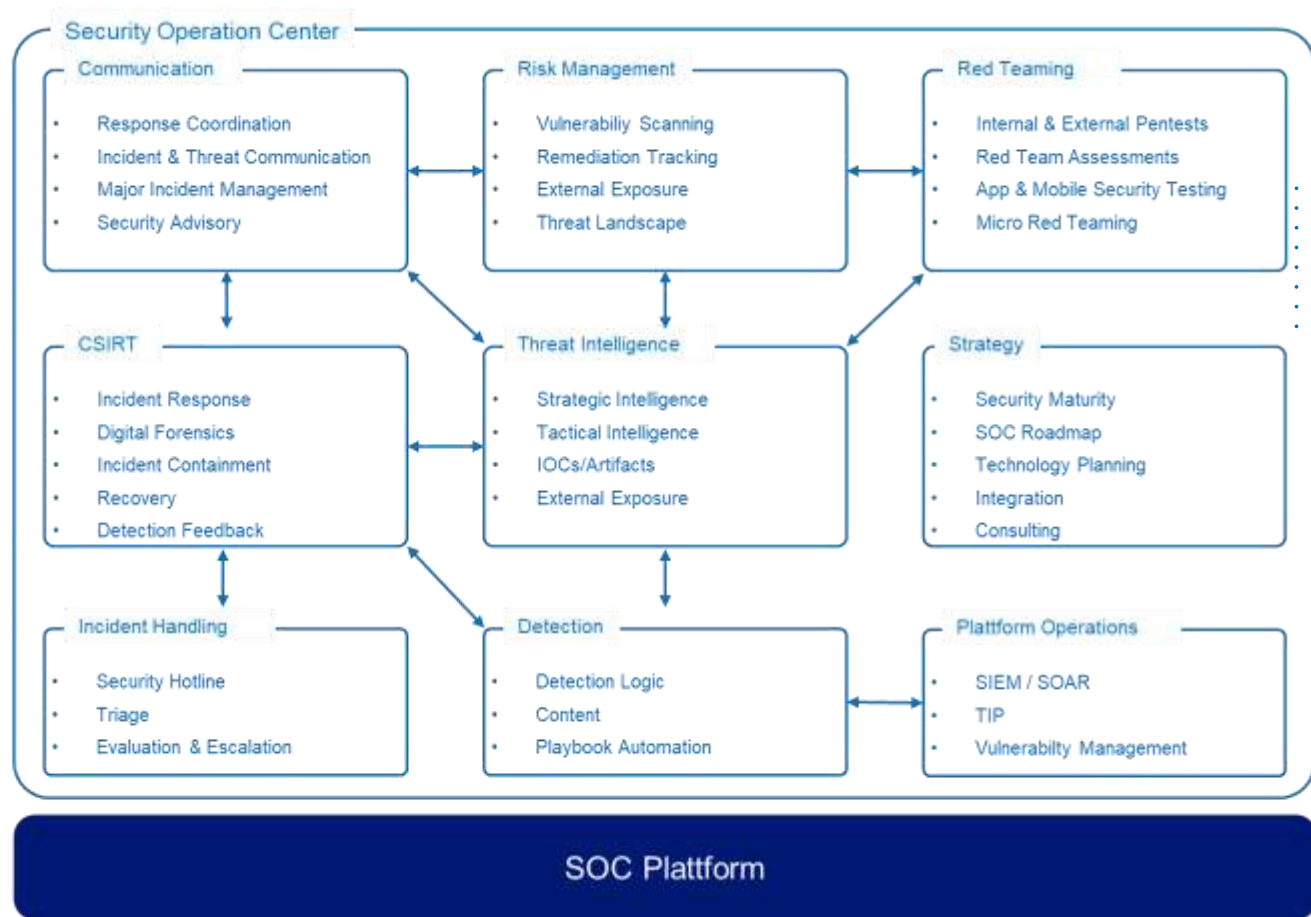 Security Operation Center
Communication
• Response Coordination
• Incident & Threat Communication
• Major Incident Management
• Security Advisory
Risk Management
• Vulnerabiliy Scanning
• Remediation Tracking
• External Exposure
• Threat Landscape
Red Teaming
• Internal & External Pentests
• Red Team Assessments
• App & Mobile Security Testing
• Micro Red Teaming
CSIRT
• Incident Response
• Digital Forensics
• Incident Containment
• Recovery
• Detection Feedback
Threat Intelligence
• Strategic Intelligence
• Tactical Intelligence
• IOCs/Artifacts
• External Exposure
Strategy
• Security Maturity
• SOC Roadmap
• Technology Planning
• Integration
• Consulting
Incident Handling
• Security Hotline
• Triage
• Evaluation & Escalation
Detection
• Detection Logic
• Content
• Playbook Automation
Plattform Operations
• SIEM / SOAR
• TIP
• Vulnerabilty Management
SOC Plattform